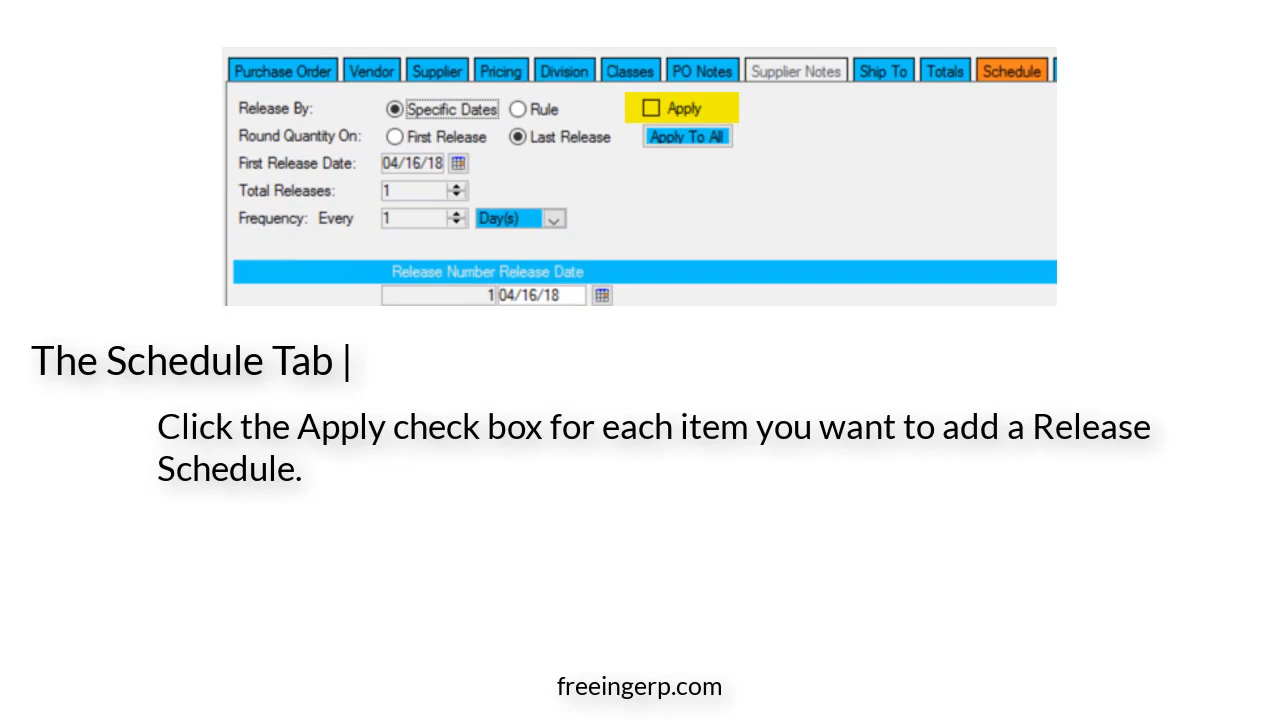 Purchase Order Vendor Supplier Pricing Division Classes PO Notes Supplier Notes Ship To Totals Schedule
Release By: Specific Dates Rule Apply
Round Quantity On: First Release Last Release Apply To All
First Release Date: 04/16/18
Total Releases: 1
Frequency: Every 1 Day(s)
Release Number Release Date
1 04/16/18
The Schedule Tab |
Click the Apply check box for each item you want to add a Release
Schedule.
freeingerp.com